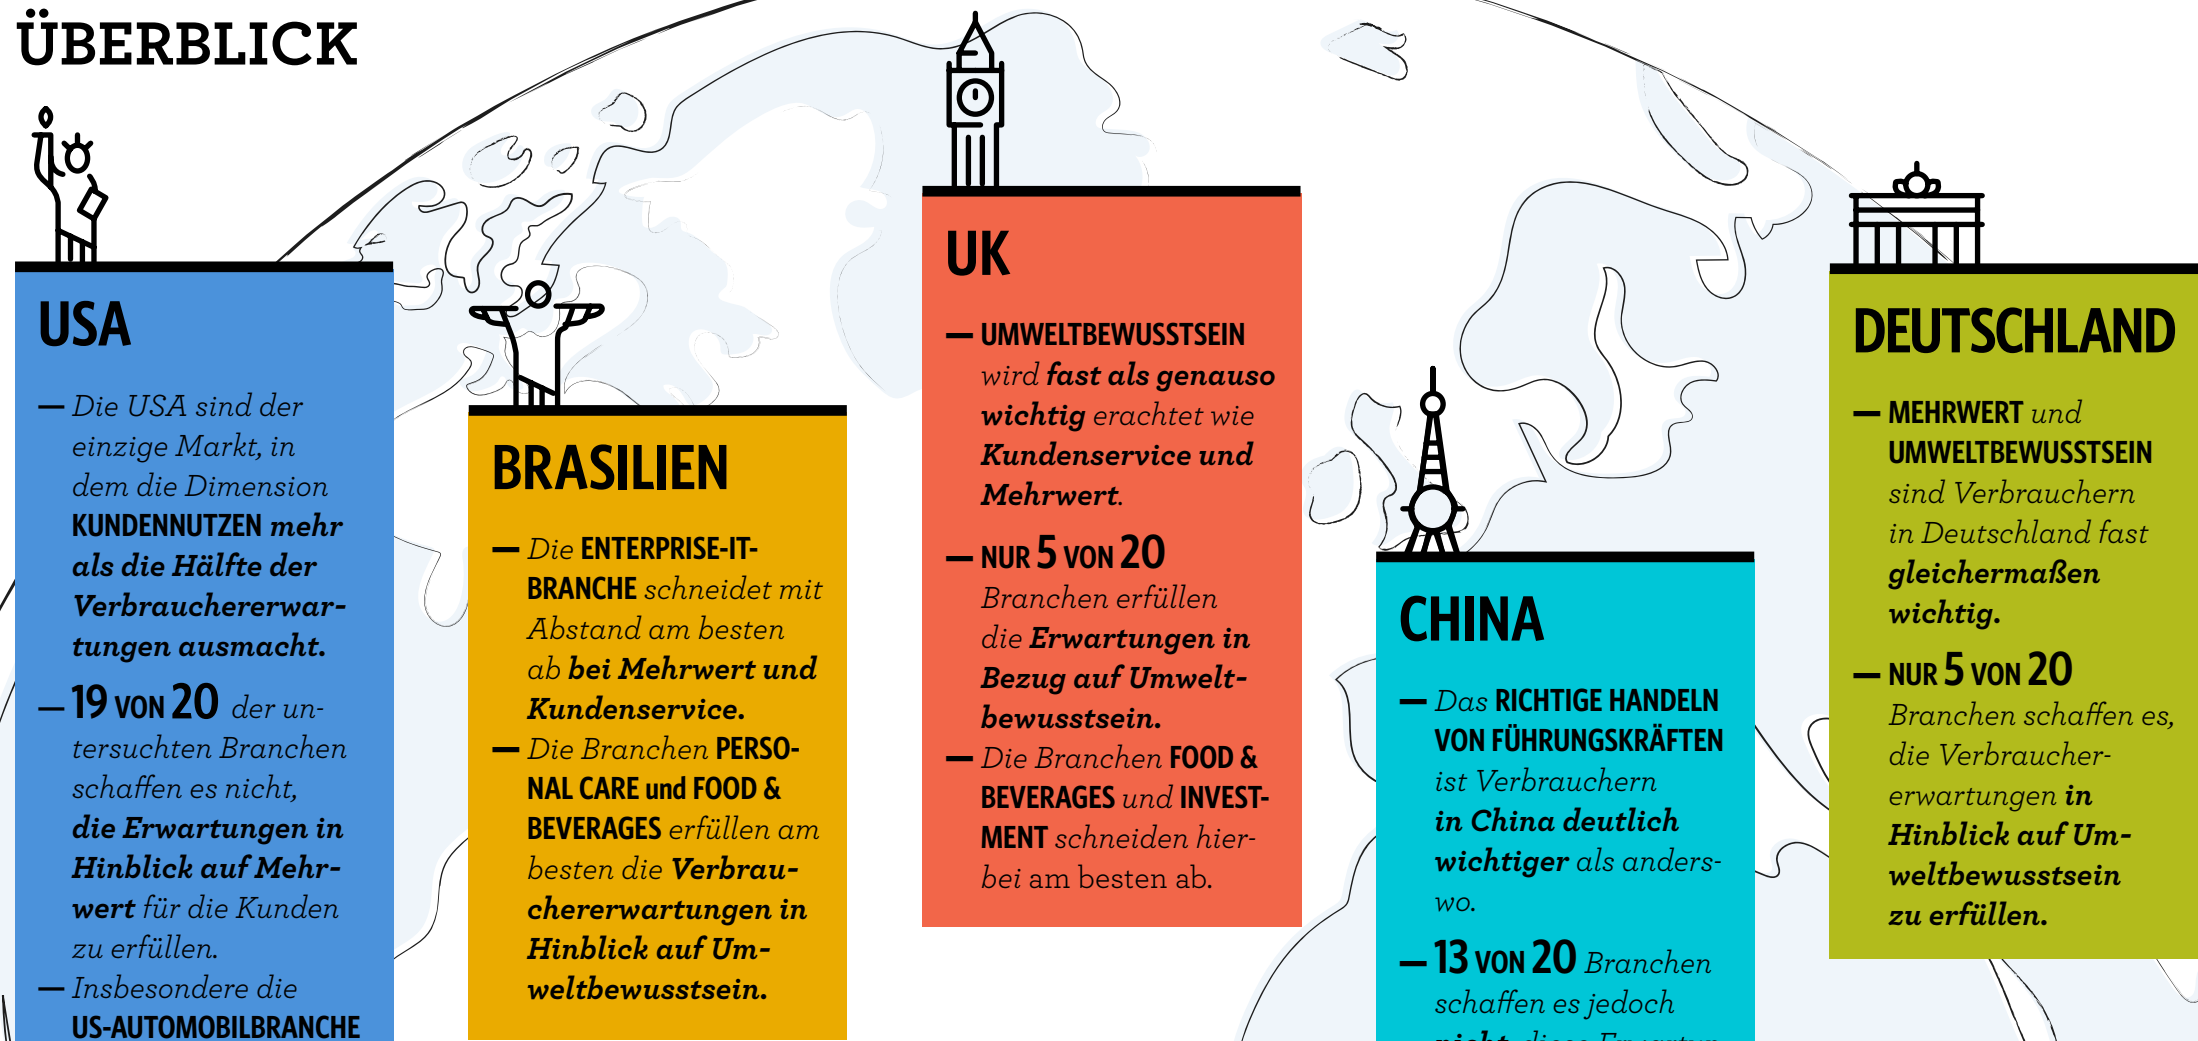 ÜBERBLICK
USA
— Die USA sind der
einzige Markt, in
dem die Dimension
KUNDENNUTZEN mehr
als die Hälfte der
Verbrauchererwar-
tungen ausmacht.
— 19 VON 20 der un-
tersuchten Branchen
schaffen es nicht,
die Erwartungen in
Hinblick auf Mehr-
wert für die Kunden
zu erfüllen.
— Insbesondere die
US-AUTOMOBILBRANCHE
BRASILIEN
— Die ENTERPRISE-IT-
BRANCHE schneidet mit
Abstand am besten
ab bei Mehrwert und
Kundenservice.
— Die Branchen PERSO-
NAL CARE und FOOD &
BEVERAGES erfüllen am
besten die Verbrau-
chererwartungen in
Hinblick auf Um-
weltbewusstsein.
UK
— UMWELTBEWUSSTSEIN
wird fast als genauso
wichtig erachtet wie
Kundenservice und
Mehrwert.
— NUR 5 VON 20
Branchen erfüllen
die Erwartungen in
Bezug auf Umwelt-
bewusstsein.
— Die Branchen FOOD &
BEVERAGES und INVEST-
MENT schneiden hier-
bei am besten ab.
CHINA
— Das RICHTIGE HANDELN
VON FÜHRUNGSKRÄFTEN
ist Verbrauchern
in China deutlich
wichtiger als anders-
wo.
— 13 VON 20 Branchen
schaffen es jedoch
nicht, diese Erwartun-
DEUTSCHLAND
— MEHRWERT und
UMWELTBEWUSSTSEIN
sind Verbrauchern
in Deutschland fast
gleichermaßen
wichtig.
— NUR 5 VON 20
Branchen schaffen es,
die Verbraucher-
erwartungen in
Hinblick auf Um-
weltbewusstsein
zu erfüllen.